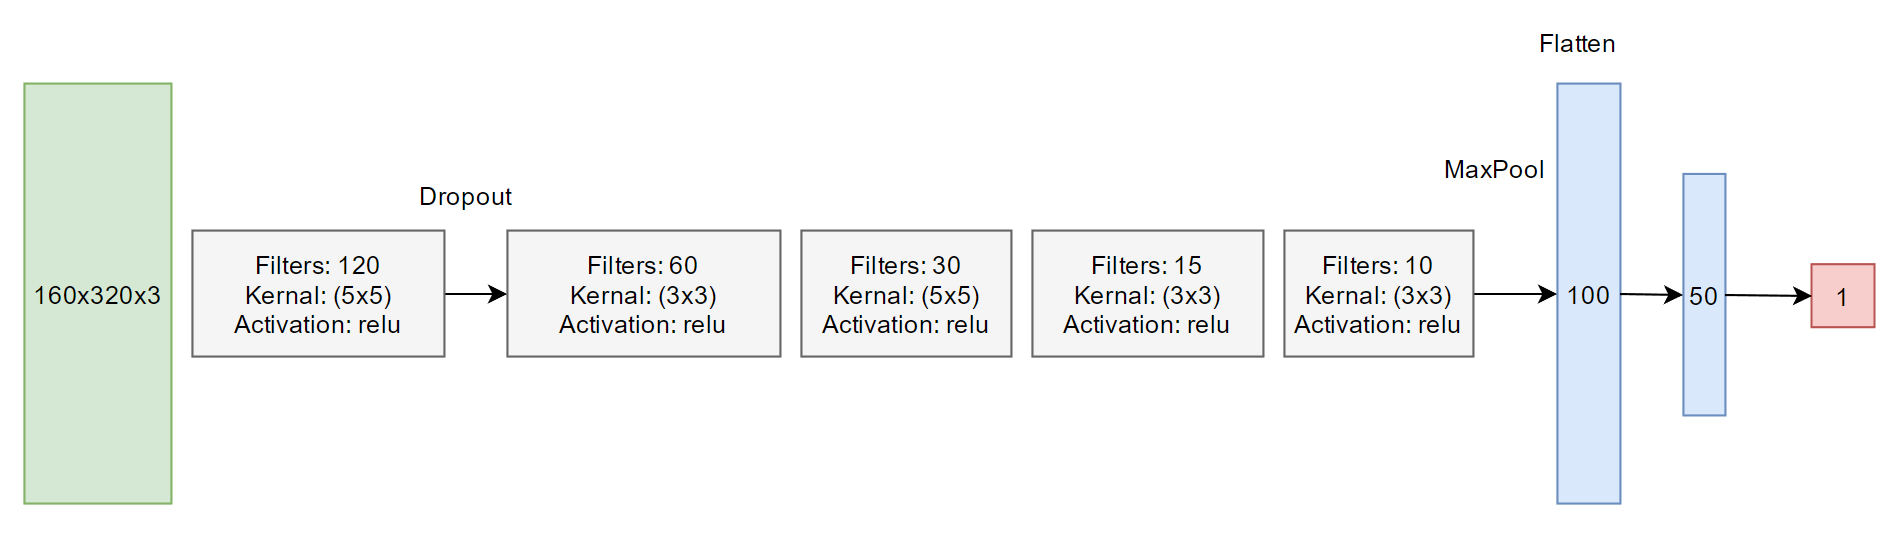 Flatten
MaxPool
Dropout
160x320x3
Filters: 120
Kernal: (5x5)
Activation: relu
Filters: 60
Kernal: (3x3)
Activation: relu
Filters: 30
Kernal: (5x5)
Activation: relu
Filters: 15
Kernal: (3x3)
Activation: relu
Filters: 10
Kernal: (3x3)
Activation: relu
100
50
1